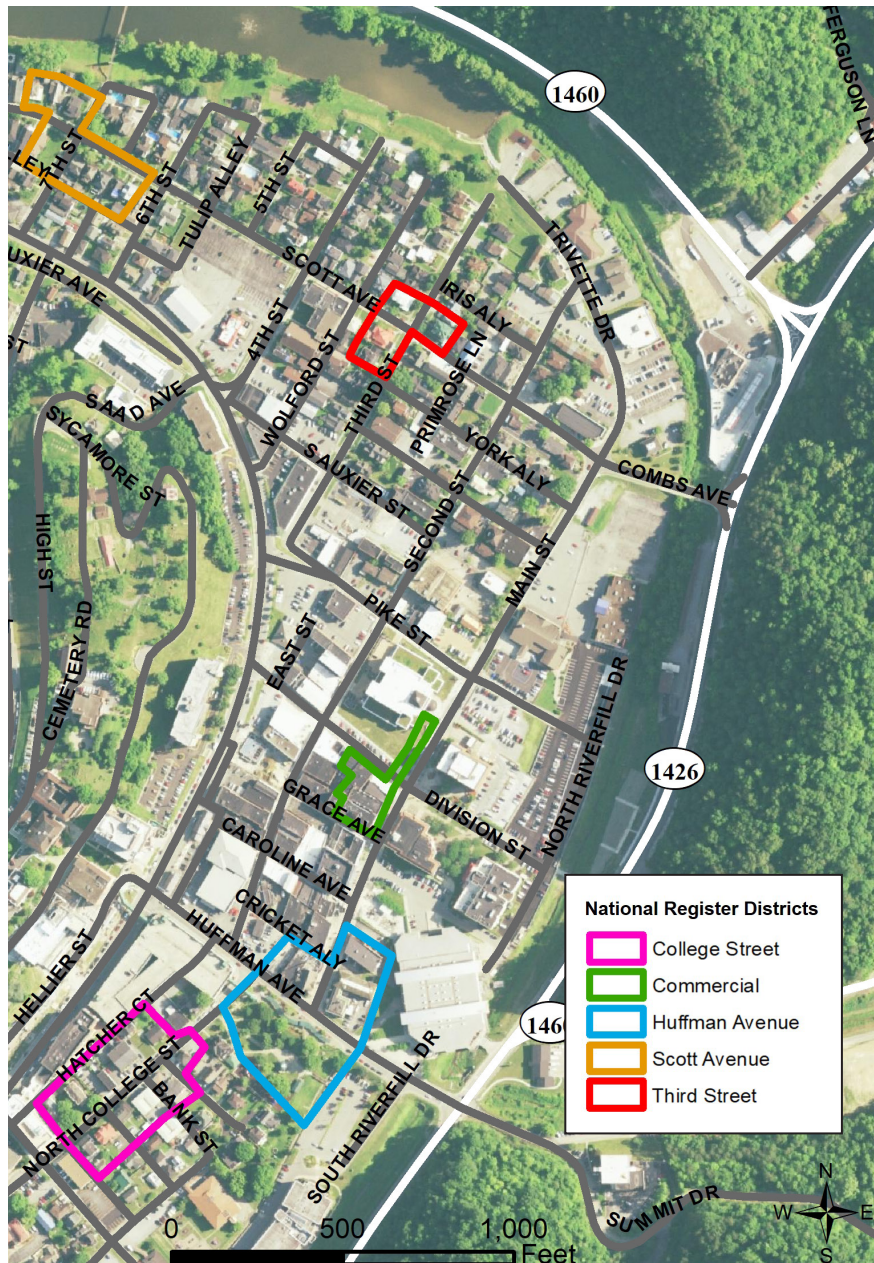 1460
FERGUSON LN
7TH ST
LLEY
6TH ST
TULIP ALLEY
5TH ST
TRIVETTE DR
UXIER AVE
SCOTT AVE
IRIS ALY
4TH ST
ST
WOLFORD ST
THIRD ST
PRIMROSE LN
SAAD AVE
SYCAMORE ST
YORK ALY
COMBS AVE
S AUXIER ST
SECOND ST
HIGH ST
MAIN ST
CEMETERY RD
PIKE ST
EAST ST
NORTH RIVERFILL DR
1426
GRACE AVE
DIVISION ST
CAROLINE AVE
CRICKET ALY
HUFFMAN AVE
HELLIER ST
National Register Districts
College Street
Commercial
Huffman Avenue
Scott Avenue
Third Street
146
HATCHER CT
NORTH COLLEGE ST
BANK ST
SOUTH RIVERFILL DR
SUMMIT DR
N
W E
S
0 500 1,000
Feet